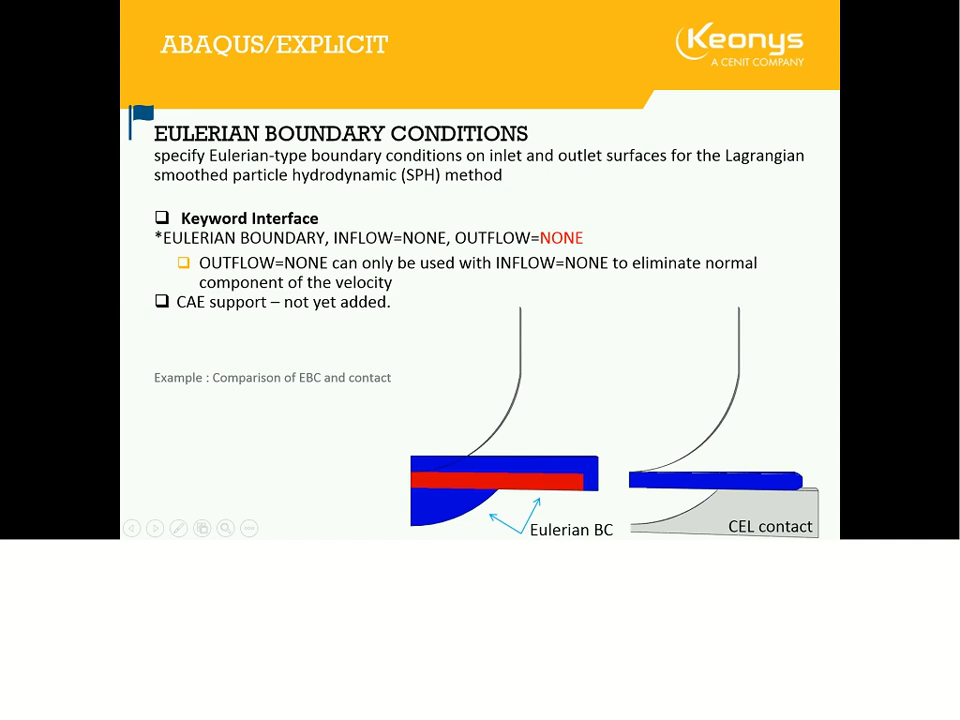 ABAQUS/EXPLICIT
Keonys
A CENIT COMPANY
EULERIAN BOUNDARY CONDITIONS
specify Eulerian-type boundary conditions on inlet and outlet surfaces for the Lagrangian
smoothed particle hydrodynamic (SPH) method
Keyword Interface
*EULERIAN BOUNDARY, INFLOW=NONE, OUTFLOW=NONE
OUTFLOW=NONE can only be used with INFLOW=NONE to eliminate normal
component of the velocity
CAE support – not yet added.
Example : Comparison of EBC and contact
Eulerian BC
CEL contact